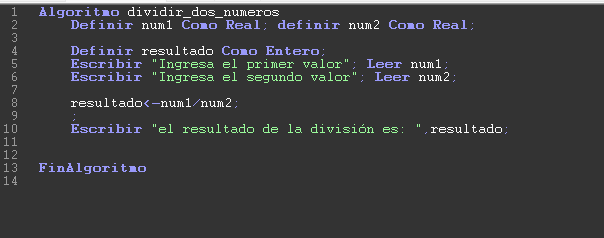 1 Algoritmo dividir_dos_numeros
2 Definir num1 Como Real; definir num2 Como Real;
3
4 Definir resultado Como Entero;
5 Escribir "Ingresa el primer valor"; Leer num1;
6 Escribir "Ingresa el segundo valor"; Leer num2;
7
8 resultado<-num1/num2;
9 ;
10 Escribir "el resultado de la división es: ",resultado;
11
12
13 FinAlgoritmo
14